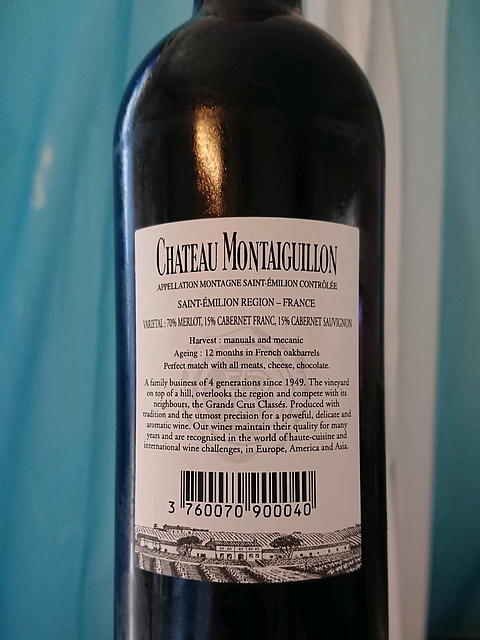 CHATEAU MONTAIGUILLON
APPELLATION MONTAGNE SAINT-ÉMILION CONTRÔLÉE
SAINT-ÉMILION REGION – FRANCE
VARIETAL : 70% MERLOT, 15% CABERNET FRANC, 15% CABERNET SAUVIGNON
Harvest : manuals and mecanic
Ageing : 12 months in French oakbarrels
Perfect match with all meats, cheese, chocolate.
A family business of 4 generations since 1949. The vineyard
on top of a hill, overlooks the region and compete with its
neighbours, the Grands Crus Classés. Produced with
tradition and the utmost precision for a poweful, delicate and
aromatic wine. Our wines maintain their quality for many
years and are recognised in the world of haute-cuisine and
international wine challenges, in Europe, America and Asia.
3 760070 900040